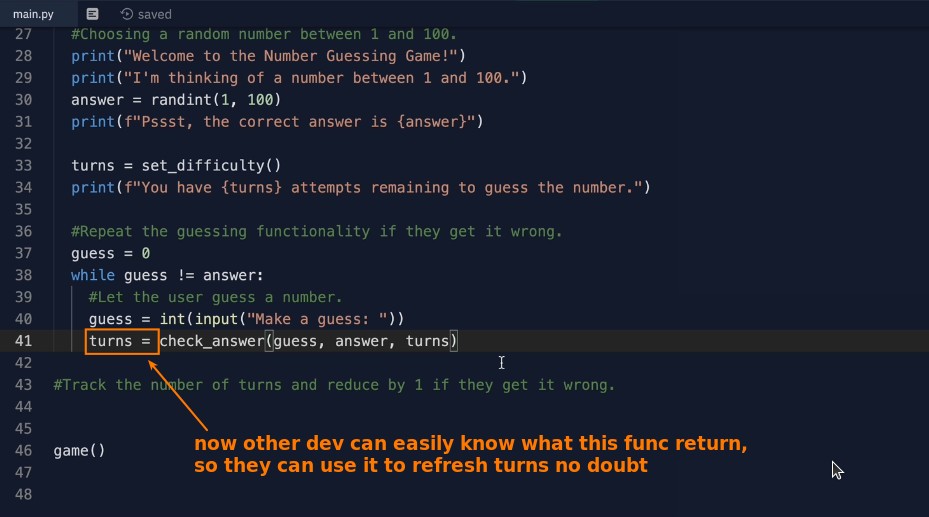 main.py saved
27 #Choosing a random number between 1 and 100.
28 print("Welcome to the Number Guessing Game!")
29 print("I'm thinking of a number between 1 and 100.")
30 answer = randint(1, 100)
31 print(f"Pssst, the correct answer is {answer}")
32
33 turns = set_difficulty()
34 print(f"You have {turns} attempts remaining to guess the number.")
35
36 #Repeat the guessing functionality if they get it wrong.
37 guess = 0
38 while guess != answer:
39 #Let the user guess a number.
40 guess = int(input("Make a guess: "))
41 turns = check_answer(guess, answer, turns)
42
43 #Track the number of turns and reduce by 1 if they get it wrong.
44
45
46 game()
47
48
now other dev can easily know what this func return,
so they can use it to refresh turns no doubt